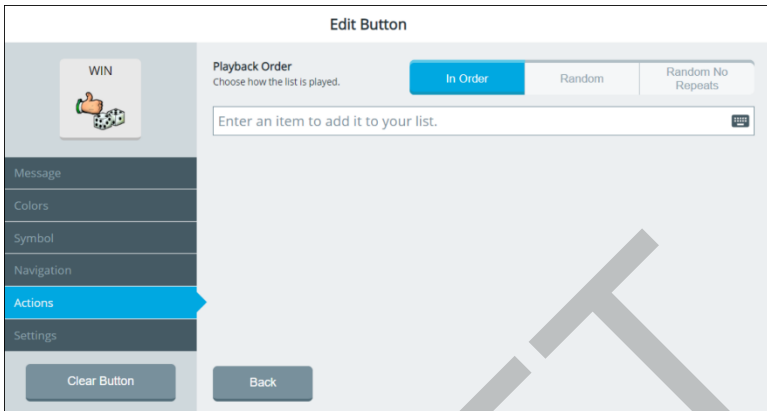 Edit Button
WIN
Playback Order
Choose how the list is played.
In Order
Random
Random No
Repeats
Enter an item to add it to your list.
Message
Colors
Symbol
Navigation
Actions
Settings
Clear Button
Back